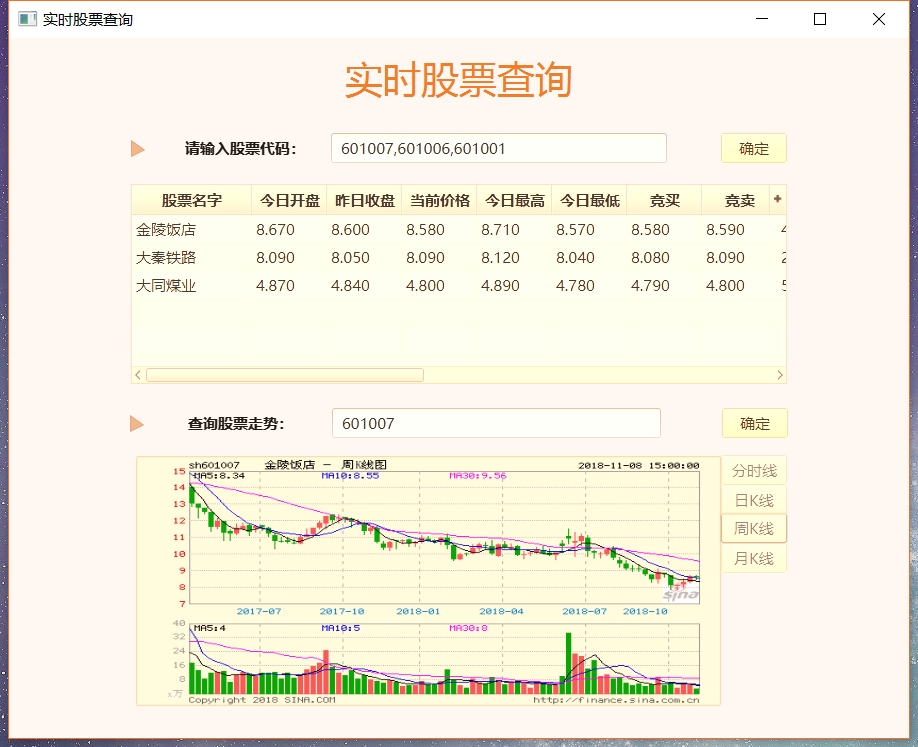 实时股票查询
实时股票查询
请输入股票代码: 601007,601006,601001 确定
股票名字 今日开盘 昨日收盘 当前价格 今日最高 今日最低 竞买 竞卖 +
金陵饭店 8.670 8.600 8.580 8.710 8.570 8.580 8.590
大秦铁路 8.090 8.050 8.090 8.120 8.040 8.080 8.090
大同煤业 4.870 4.840 4.800 4.890 4.780 4.790 4.800
查询股票走势: 601007 确定
sh601007 金陵饭店 — 周K线图 2018-11-08 15:00:00
MA5:8.34 MA10:8.55 MA30:9.56
15
14
13
12
11
10
9
8
7
sina
2017-07 2017-10 2018-01 2018-04 2018-07 2018-10
MA5:4 MA10:5 MA30:8
40
32
24
16
8
x万
Copyright 2018 SINA.COM http://finance.sina.com.cn
分时线
日K线
周K线
月K线